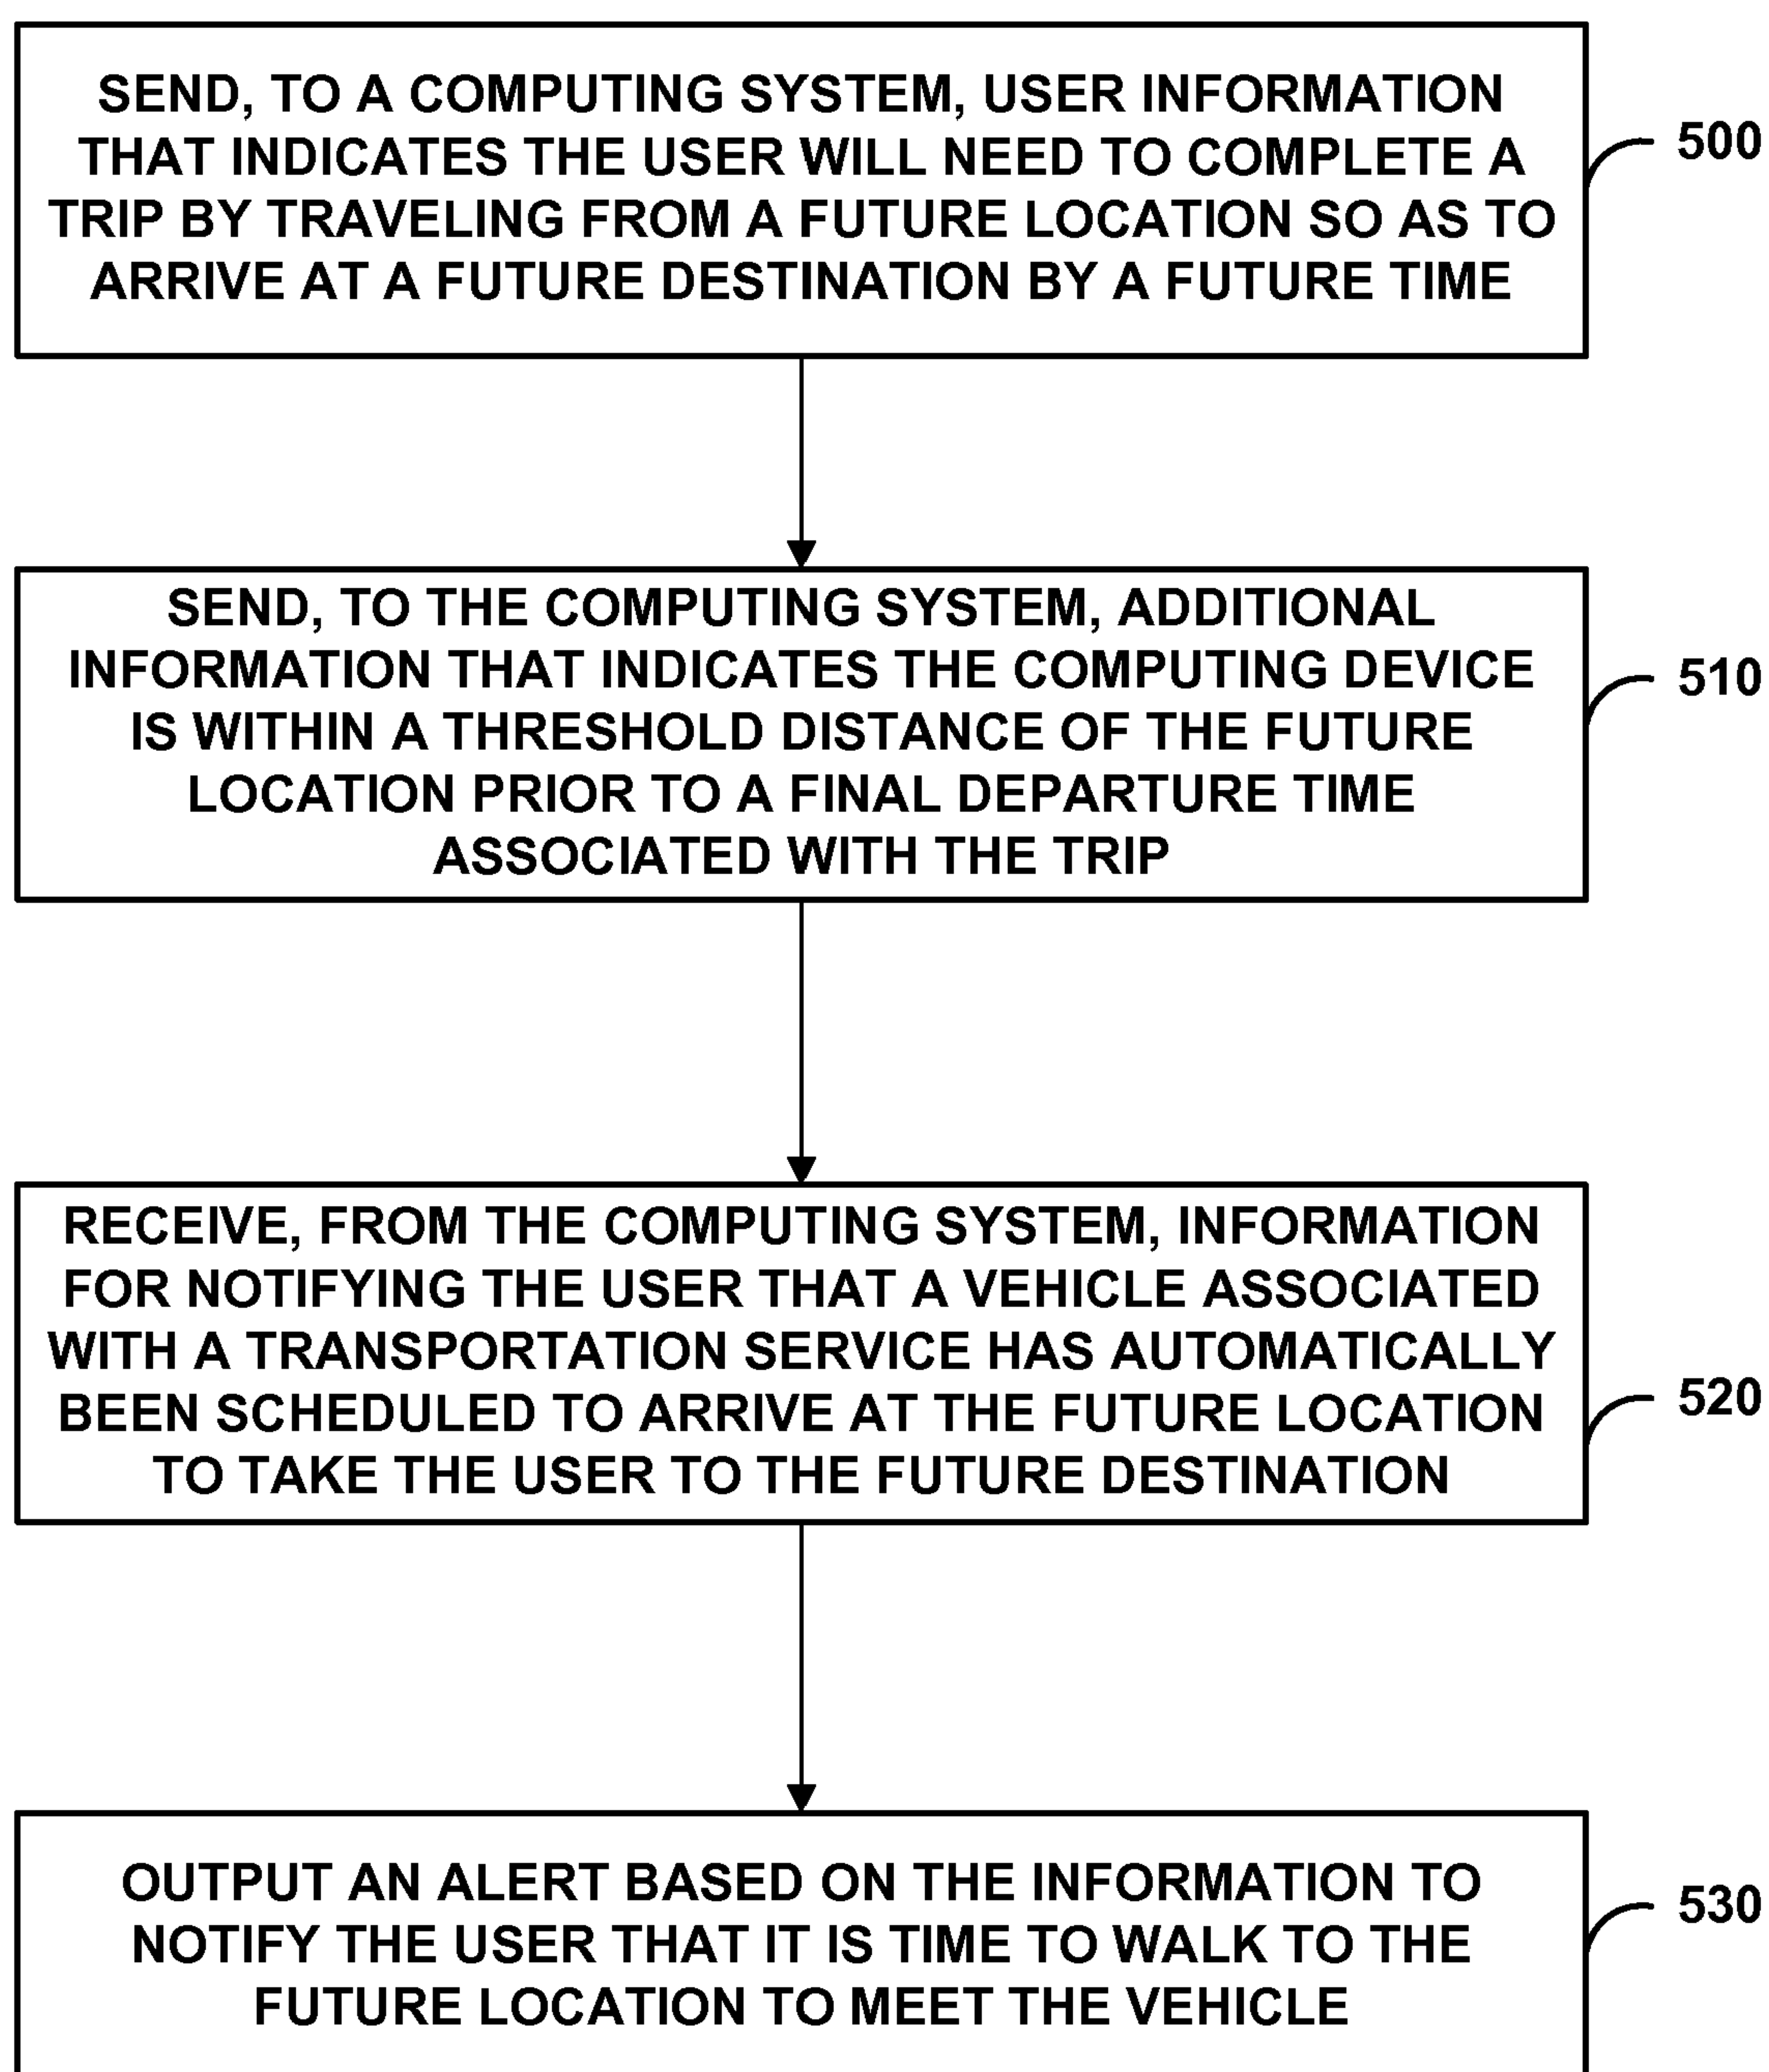 SEND, TO A COMPUTING SYSTEM, USER INFORMATION
THAT INDICATES THE USER WILL NEED TO COMPLETE A
TRIP BY TRAVELING FROM A FUTURE LOCATION SO AS TO
ARRIVE AT A FUTURE DESTINATION BY A FUTURE TIME
500
SEND, TO THE COMPUTING SYSTEM, ADDITIONAL
INFORMATION THAT INDICATES THE COMPUTING DEVICE
IS WITHIN A THRESHOLD DISTANCE OF THE FUTURE
LOCATION PRIOR TO A FINAL DEPARTURE TIME
ASSOCIATED WITH THE TRIP
510
RECEIVE, FROM THE COMPUTING SYSTEM, INFORMATION
FOR NOTIFYING THE USER THAT A VEHICLE ASSOCIATED
WITH A TRANSPORTATION SERVICE HAS AUTOMATICALLY
BEEN SCHEDULED TO ARRIVE AT THE FUTURE LOCATION
TO TAKE THE USER TO THE FUTURE DESTINATION
520
OUTPUT AN ALERT BASED ON THE INFORMATION TO
NOTIFY THE USER THAT IT IS TIME TO WALK TO THE
FUTURE LOCATION TO MEET THE VEHICLE
530